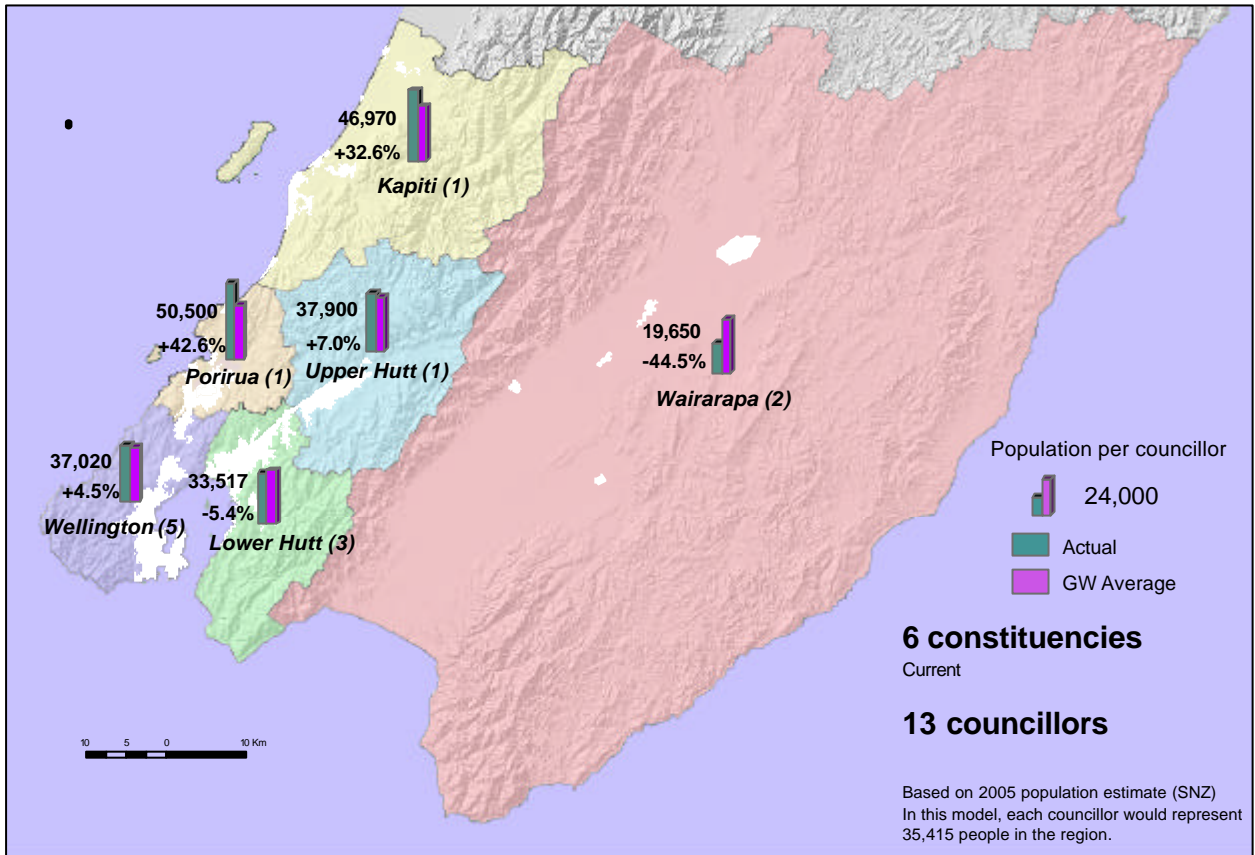 46,970
+32.6%
Kapiti (1)
50,500
+42.6%
Porirua (1)
37,900
+7.0%
Upper Hutt (1)
19,650
-44.5%
Wairarapa (2)
37,020
+4.5%
Wellington (5)
33,517
-5.4%
Lower Hutt (3)
Population per councillor
24,000
Actual
GW Average
6 constituencies
Current
13 councillors
10 5 0 10 Km
Based on 2005 population estimate (SNZ)
In this model, each councillor would represent
35,415 people in the region.